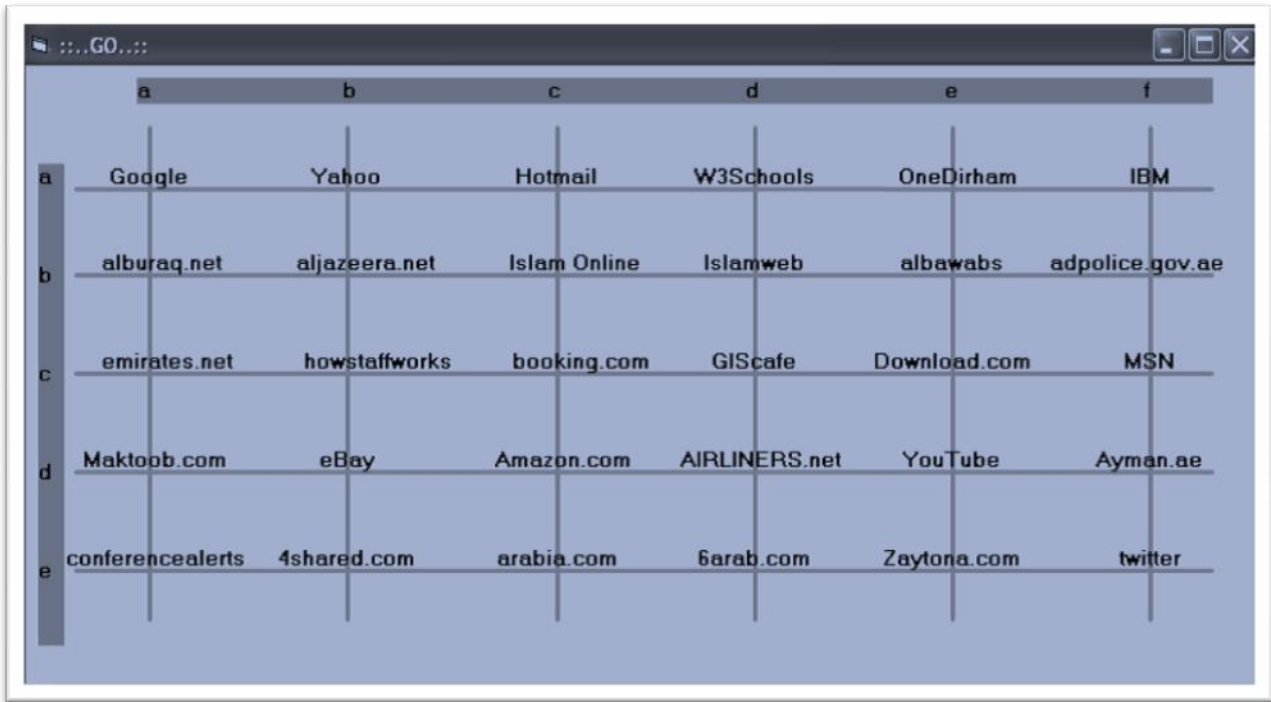 ::..GO..::
a b c d e f
a Google Yahoo Hotmail W3Schools OneDirham IBM
b alburaq.net aljazeera.net Islam Online Islamweb albawabs adpolice.gov.ae
c emirates.net howstaffworks booking.com GIScafe Download.com MSN
d Maktoob.com eBay Amazon.com AIRLINERS.net YouTube Ayman.ae
e conferencealerts 4shared.com arabia.com 6arab.com Zaytona.com twitter